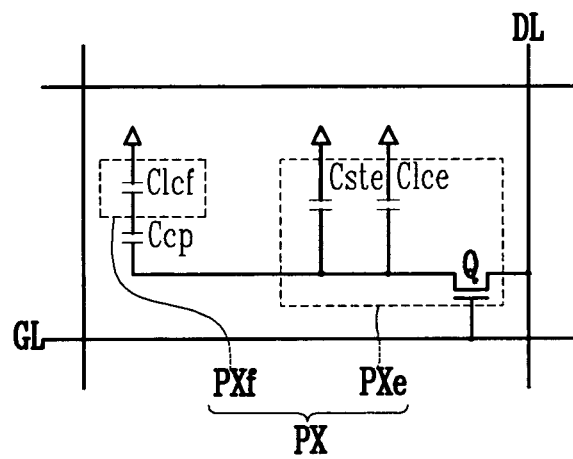 DL
Clcf
Cste
Clce
Ccp
Q
GL
PXf
PXe
PX